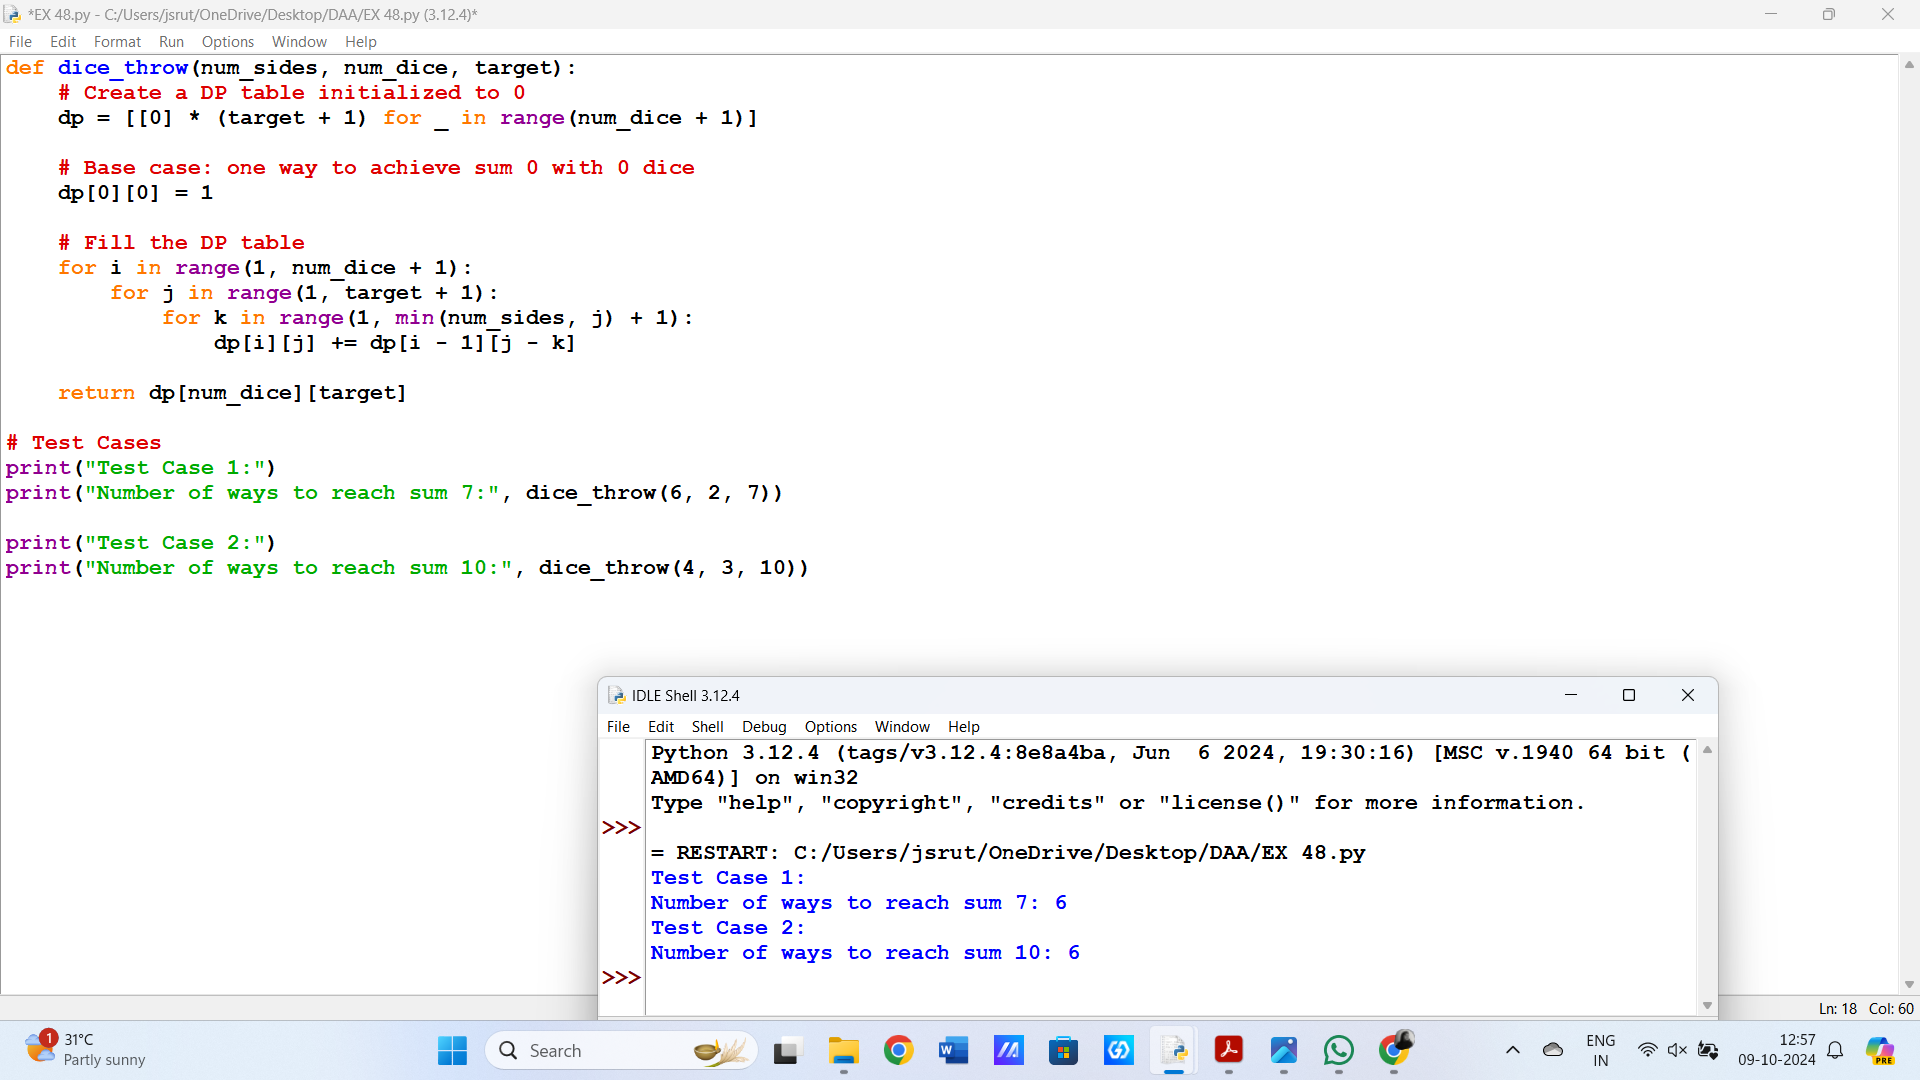 *EX 48.py - C:/Users/jsrut/OneDrive/Desktop/DAA/EX 48.py (3.12.4)*
File Edit Format Run Options Window Help
def dice_throw(num_sides, num_dice, target):
    # Create a DP table initialized to 0
    dp = [[0] * (target + 1) for _ in range(num_dice + 1)]

    # Base case: one way to achieve sum 0 with 0 dice
    dp[0][0] = 1

    # Fill the DP table
    for i in range(1, num_dice + 1):
        for j in range(1, target + 1):
            for k in range(1, min(num_sides, j) + 1):
                dp[i][j] += dp[i - 1][j - k]

    return dp[num_dice][target]

# Test Cases
print("Test Case 1:")
print("Number of ways to reach sum 7:", dice_throw(6, 2, 7))

print("Test Case 2:")
print("Number of ways to reach sum 10:", dice_throw(4, 3, 10))
IDLE Shell 3.12.4
File Edit Shell Debug Options Window Help
Python 3.12.4 (tags/v3.12.4:8e8a4ba, Jun  6 2024, 19:30:16) [MSC v.1940 64 bit (
AMD64)] on win32
Type "help", "copyright", "credits" or "license()" for more information.
>>>
= RESTART: C:/Users/jsrut/OneDrive/Desktop/DAA/EX 48.py
Test Case 1:
Number of ways to reach sum 7: 6
Test Case 2:
Number of ways to reach sum 10: 6
>>>
Ln: 18 Col: 60
1
31°C
Partly sunny
Search
W
ENG
IN
12:57
09-10-2024
PRE